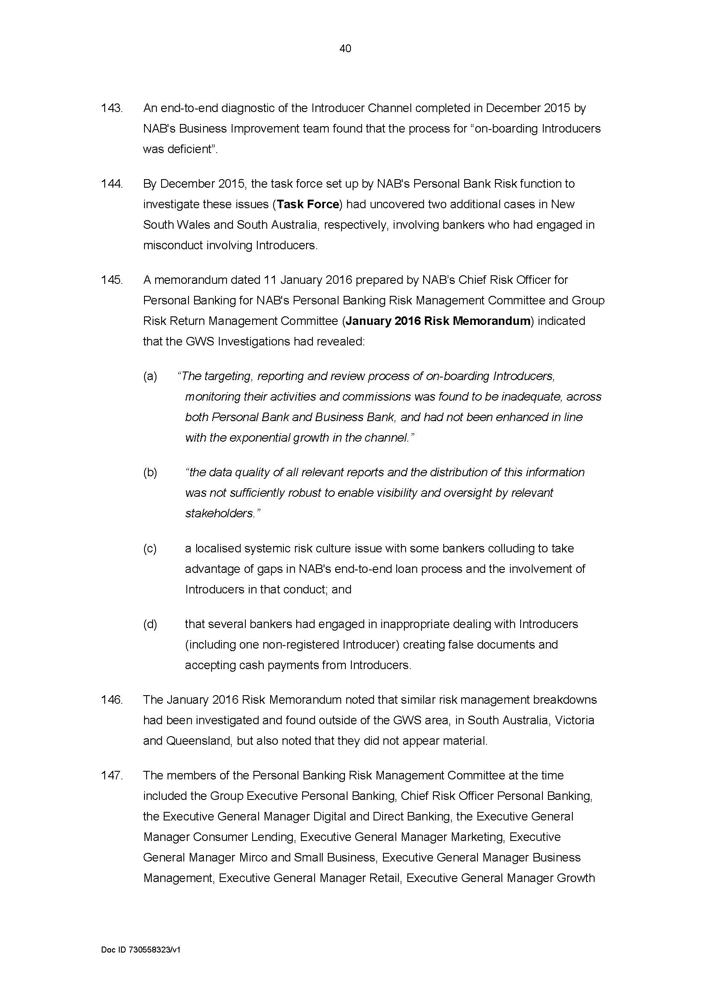 40
143. An end-to-end diagnostic of the Introducer Channel completed in December 2015 by
NAB's Business Improvement team found that the process for “on-boarding Introducers
was deficient”.
144. By December 2015, the task force set up by NAB's Personal Bank Risk function to
investigate these issues (Task Force) had uncovered two additional cases in New
South Wales and South Australia, respectively, involving bankers who had engaged in
misconduct involving Introducers.
145. A memorandum dated 11 January 2016 prepared by NAB’s Chief Risk Officer for
Personal Banking for NAB's Personal Banking Risk Management Committee and Group
Risk Return Management Committee (January 2016 Risk Memorandum) indicated
that the GWS Investigations had revealed:
(a) “The targeting, reporting and review process of on-boarding Introducers,
monitoring their activities and commissions was found to be inadequate, across
both Personal Bank and Business Bank, and had not been enhanced in line
with the exponential growth in the channel.”
(b) “the data quality of all relevant reports and the distribution of this information
was not sufficiently robust to enable visibility and oversight by relevant
stakeholders.”
(c) a localised systemic risk culture issue with some bankers colluding to take
advantage of gaps in NAB's end-to-end loan process and the involvement of
Introducers in that conduct; and
(d) that several bankers had engaged in inappropriate dealing with Introducers
(including one non-registered Introducer) creating false documents and
accepting cash payments from Introducers.
146. The January 2016 Risk Memorandum noted that similar risk management breakdowns
had been investigated and found outside of the GWS area, in South Australia, Victoria
and Queensland, but also noted that they did not appear material.
147. The members of the Personal Banking Risk Management Committee at the time
included the Group Executive Personal Banking, Chief Risk Officer Personal Banking,
the Executive General Manager Digital and Direct Banking, the Executive General
Manager Consumer Lending, Executive General Manager Marketing, Executive
General Manager Mirco and Small Business, Executive General Manager Business
Management, Executive General Manager Retail, Executive General Manager Growth
Doc ID 730558323/v1